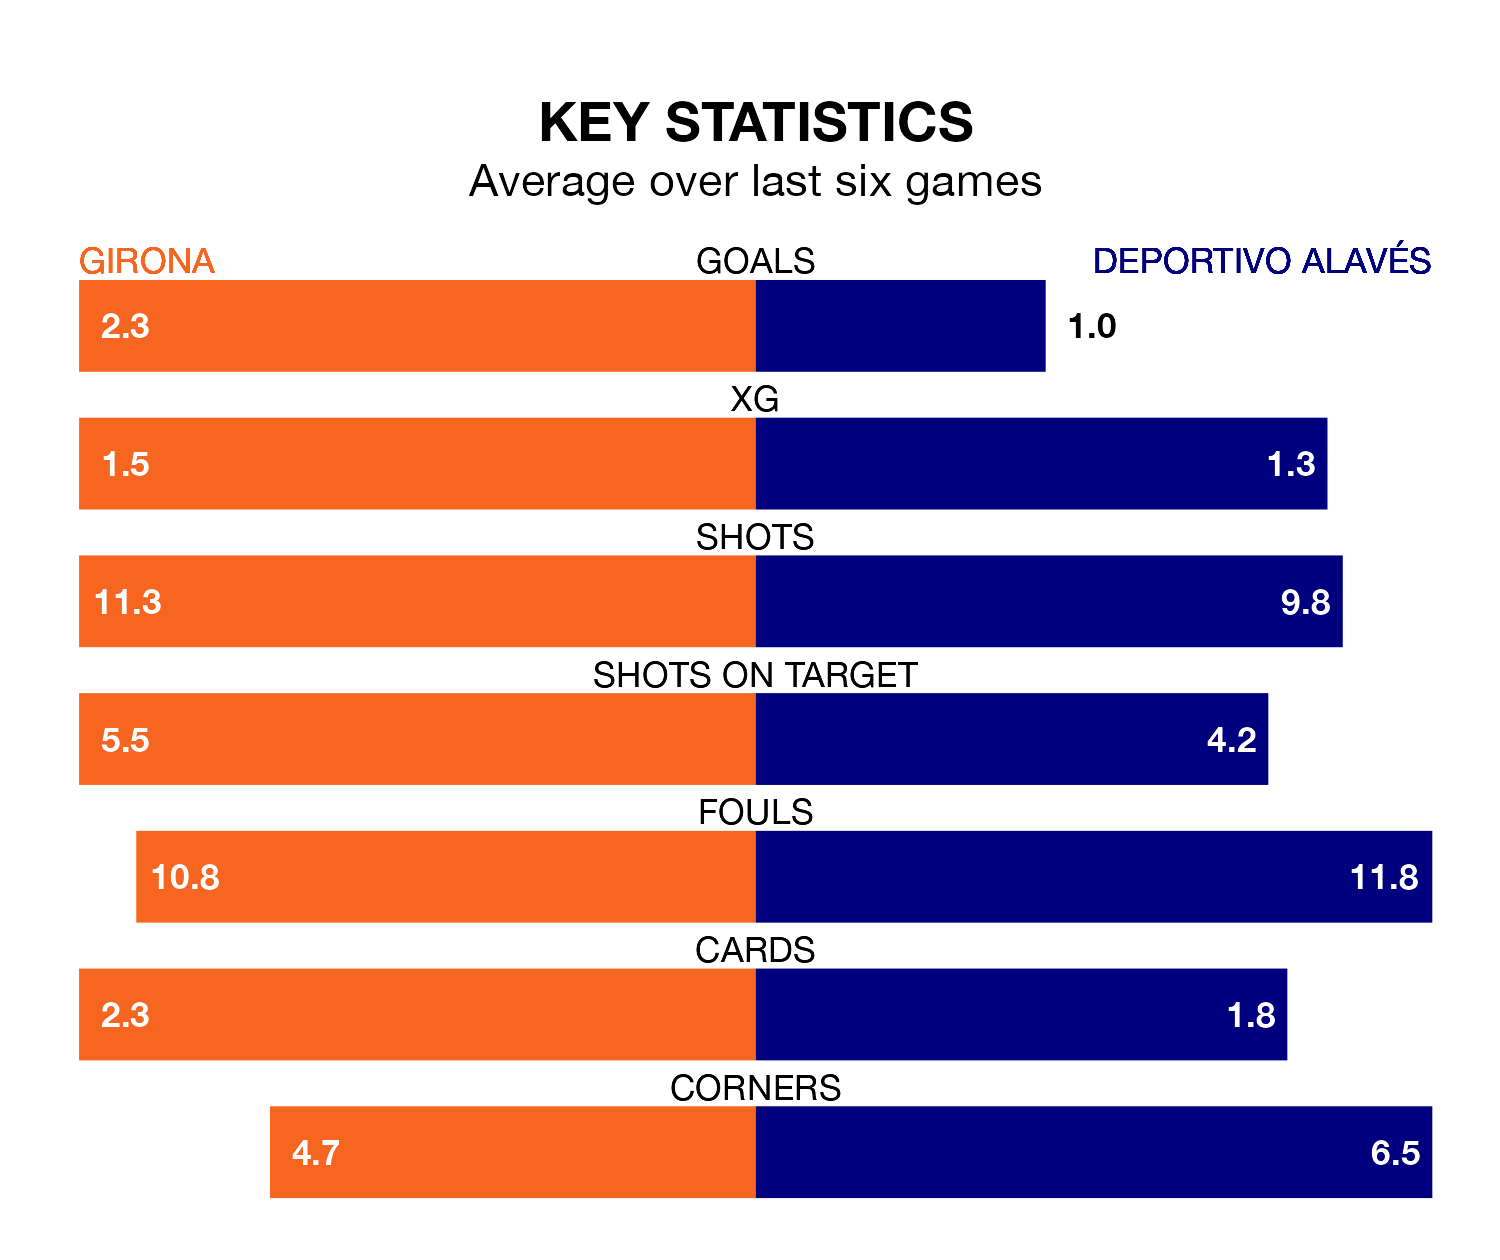 KEY STATISTICS
Average over last six games
GIRONA GOALS DEPORTIVO ALAVÉS
2.3 1.0
XG
1.5 1.3
SHOTS
11.3 9.8
SHOTS ON TARGET
5.5 4.2
FOULS
10.8 11.8
CARDS
2.3 1.8
CORNERS
4.7 6.5